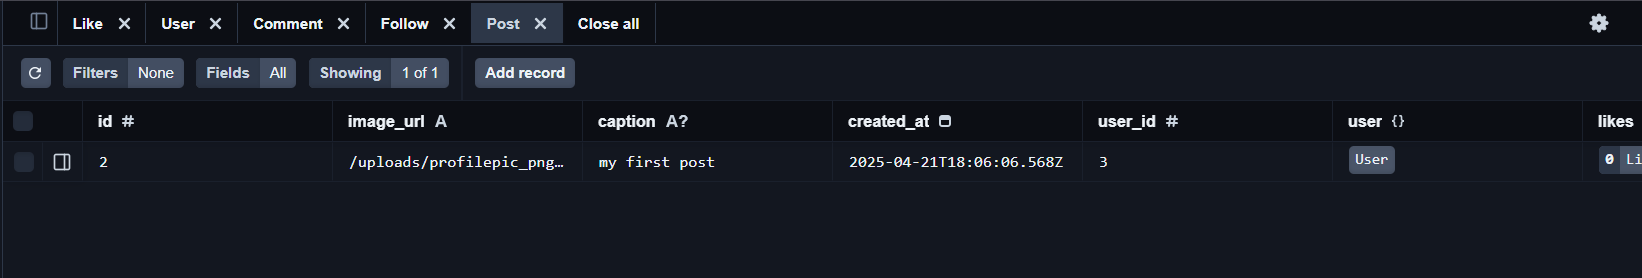 Like User Comment Follow Post Close all
Filters None Fields All Showing 1 of 1 Add record
id # image_url A caption A? created_at user_id # user {} likes
2 /uploads/profilepic_png… my first post 2025-04-21T18:06:06.568Z 3 User 0 Li